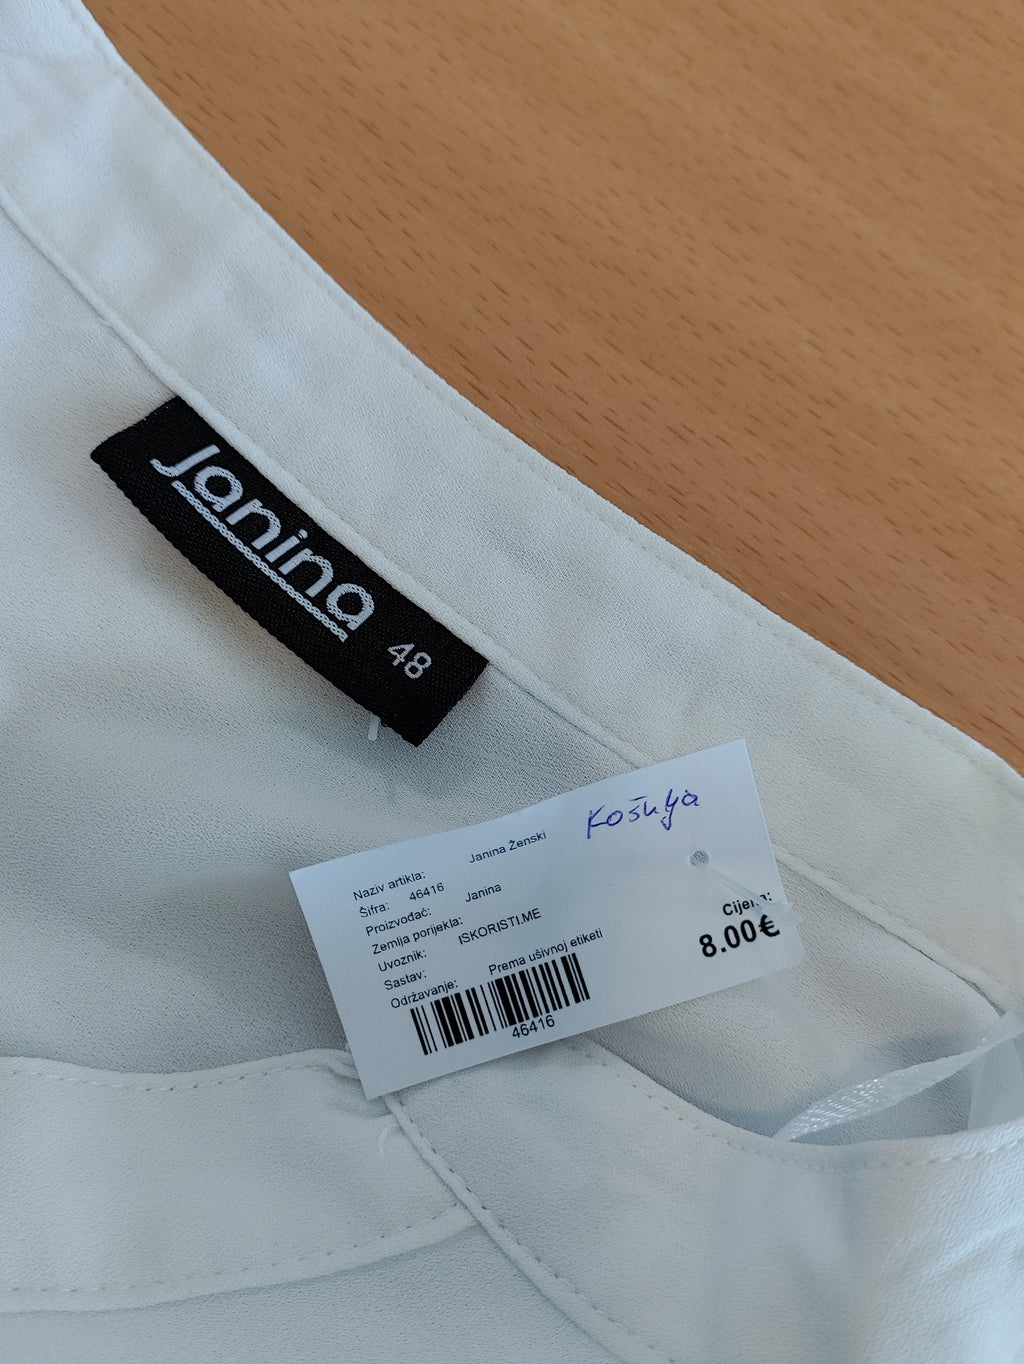 Janina
48
Košulja
Naziv artikla: Janina Ženski
Šifra: 46416
Proizvođač: Janina
Zemlja porijekla:
Uvoznik: ISKORISTI.ME
Sastav:
Održavanje: Prema ušivnoj etiketi
46416
Cijena:
8.00€